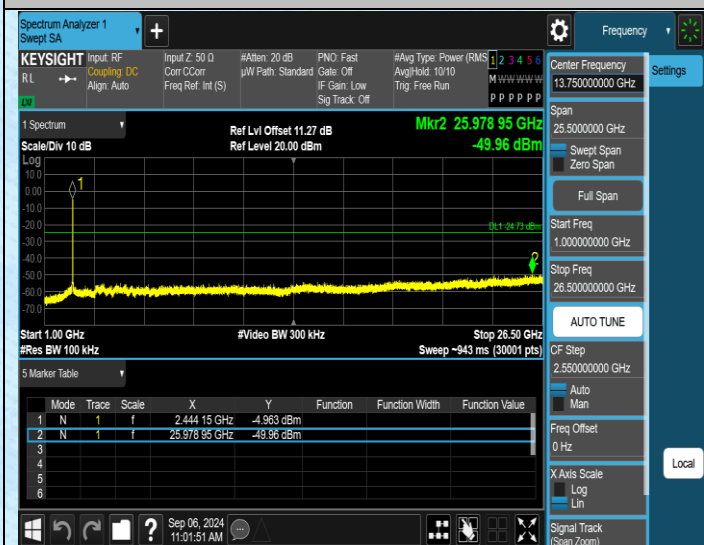 Spectrum Analyzer 1
Swept SA
+
Frequency
KEYSIGHT
RL
LXI
Input: RF
Coupling: DC
Align: Auto
Input Z: 50 Ω
Corr CCorr
Freq Ref: Int (S)
#Atten: 20 dB
µW Path: Standard
PNO: Fast
Gate: Off
IF Gain: Low
Sig Track: Off
#Avg Type: Power (RMS
Avg|Hold: 10/10
Trig: Free Run
1 2 3 4 5 6
M W W W W W
P P P P P P
1 Spectrum
Scale/Div 10 dB
Ref Lvl Offset 11.27 dB
Ref Level 20.00 dBm
Mkr2 25.978 95 GHz
-49.96 dBm
Log
10.0
0.00
-10.0
-20.0
-30.0
-40.0
-50.0
-60.0
-70.0
1
DL1 -24.73 dBm
2
Start 1.00 GHz
#Res BW 100 kHz
#Video BW 300 kHz
Stop 26.50 GHz
Sweep ~943 ms (30001 pts)
5 Marker Table
Mode Trace Scale X Y Function Function Width Function Value
1 N 1 f 2.444 15 GHz -4.963 dBm
2 N 1 f 25.978 95 GHz -49.96 dBm
3
4
5
6
Sep 06, 2024
11:01:51 AM
?
Center Frequency
13.750000000 GHz
Span
25.5000000 GHz
Swept Span
Zero Span
Full Span
Start Freq
1.000000000 GHz
Stop Freq
26.500000000 GHz
AUTO TUNE
CF Step
2.550000000 GHz
Auto
Man
Freq Offset
0 Hz
X Axis Scale
Log
Lin
Signal Track
(Span Zoom)
Settings
Local